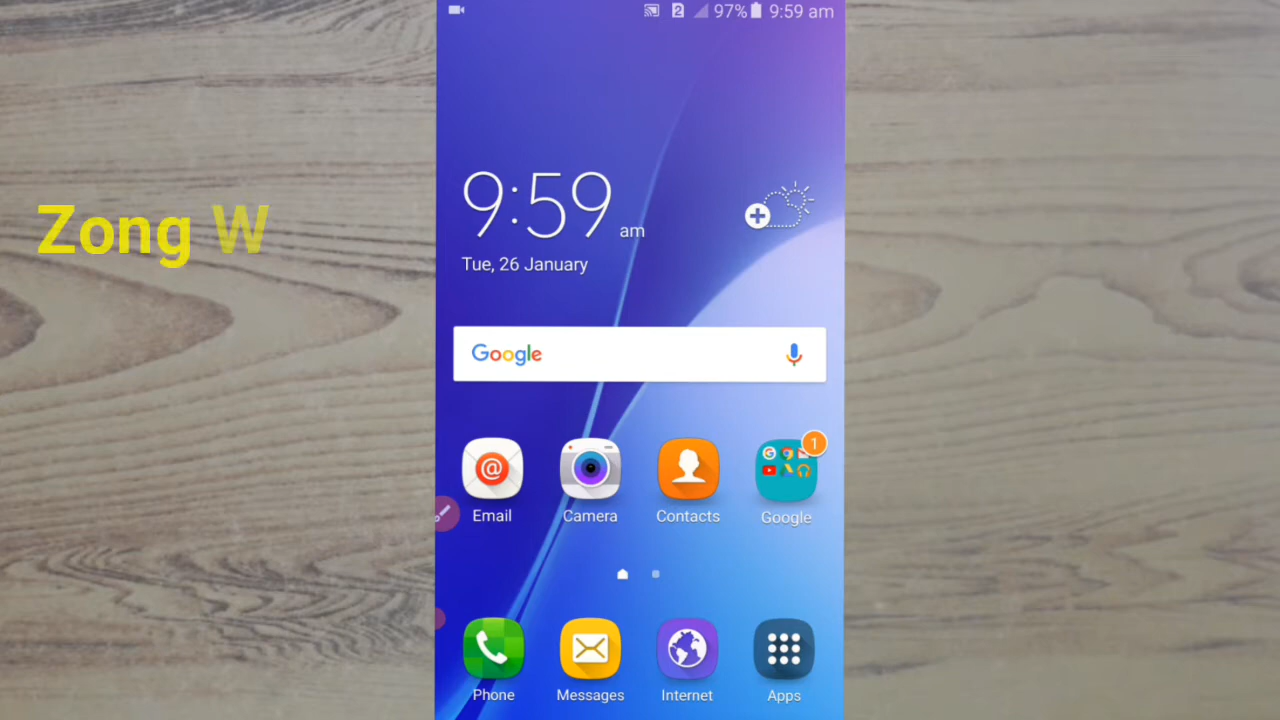 2 97% 9:59 am
Zong W
9:59 am
Tue, 26 January
Google
1
Email
Camera
Contacts
Google
Phone
Messages
Internet
Apps